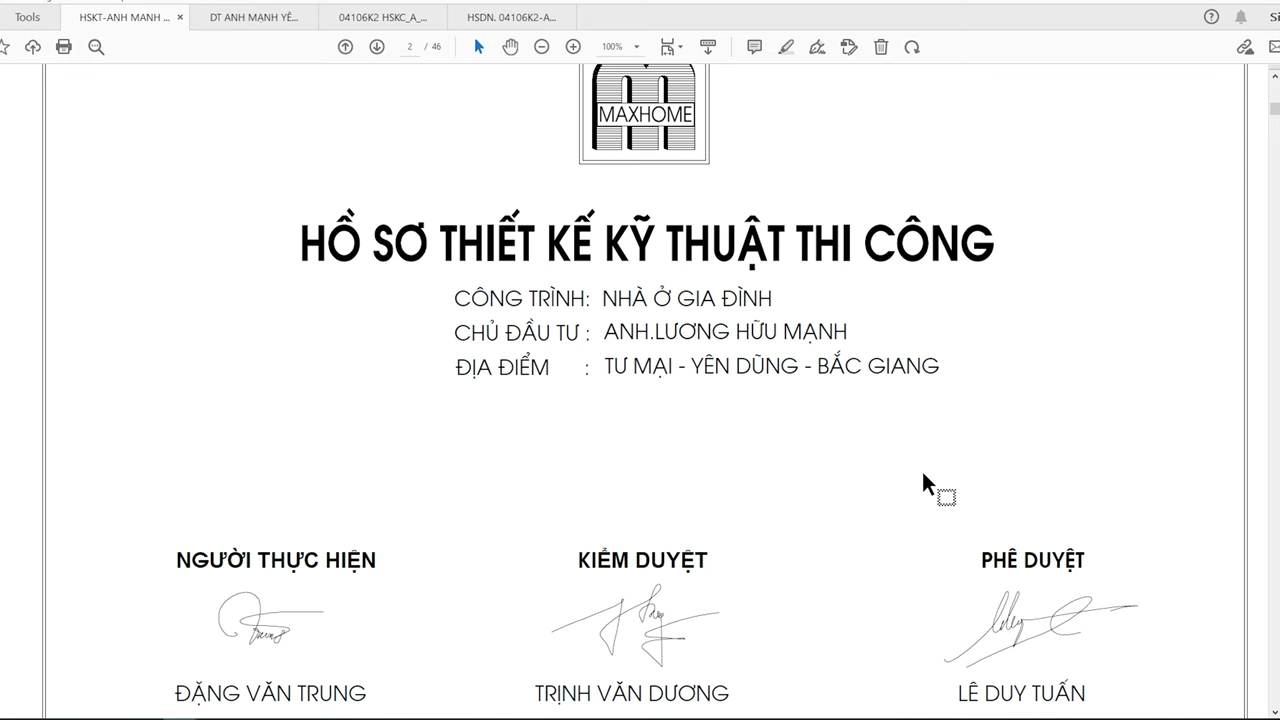 Tools
HSKT-ANH MANH ... ×
DT ANH MẠNH YÊ...
04106K2 HSKC_A_...
HSDN. 04106K2-A...
2 / 46
100%
MAXHOME
HỒ SƠ THIẾT KẾ KỸ THUẬT THI CÔNG
CÔNG TRÌNH: NHÀ Ở GIA ĐÌNH
CHỦ ĐẦU TƯ : ANH.LƯƠNG HỮU MẠNH
ĐỊA ĐIỂM : TƯ MẠI - YÊN DŨNG - BẮC GIANG
NGƯỜI THỰC HIỆN
KIỂM DUYỆT
PHÊ DUYỆT
ĐẶNG VĂN TRUNG
TRỊNH VĂN DƯƠNG
LÊ DUY TUẤN